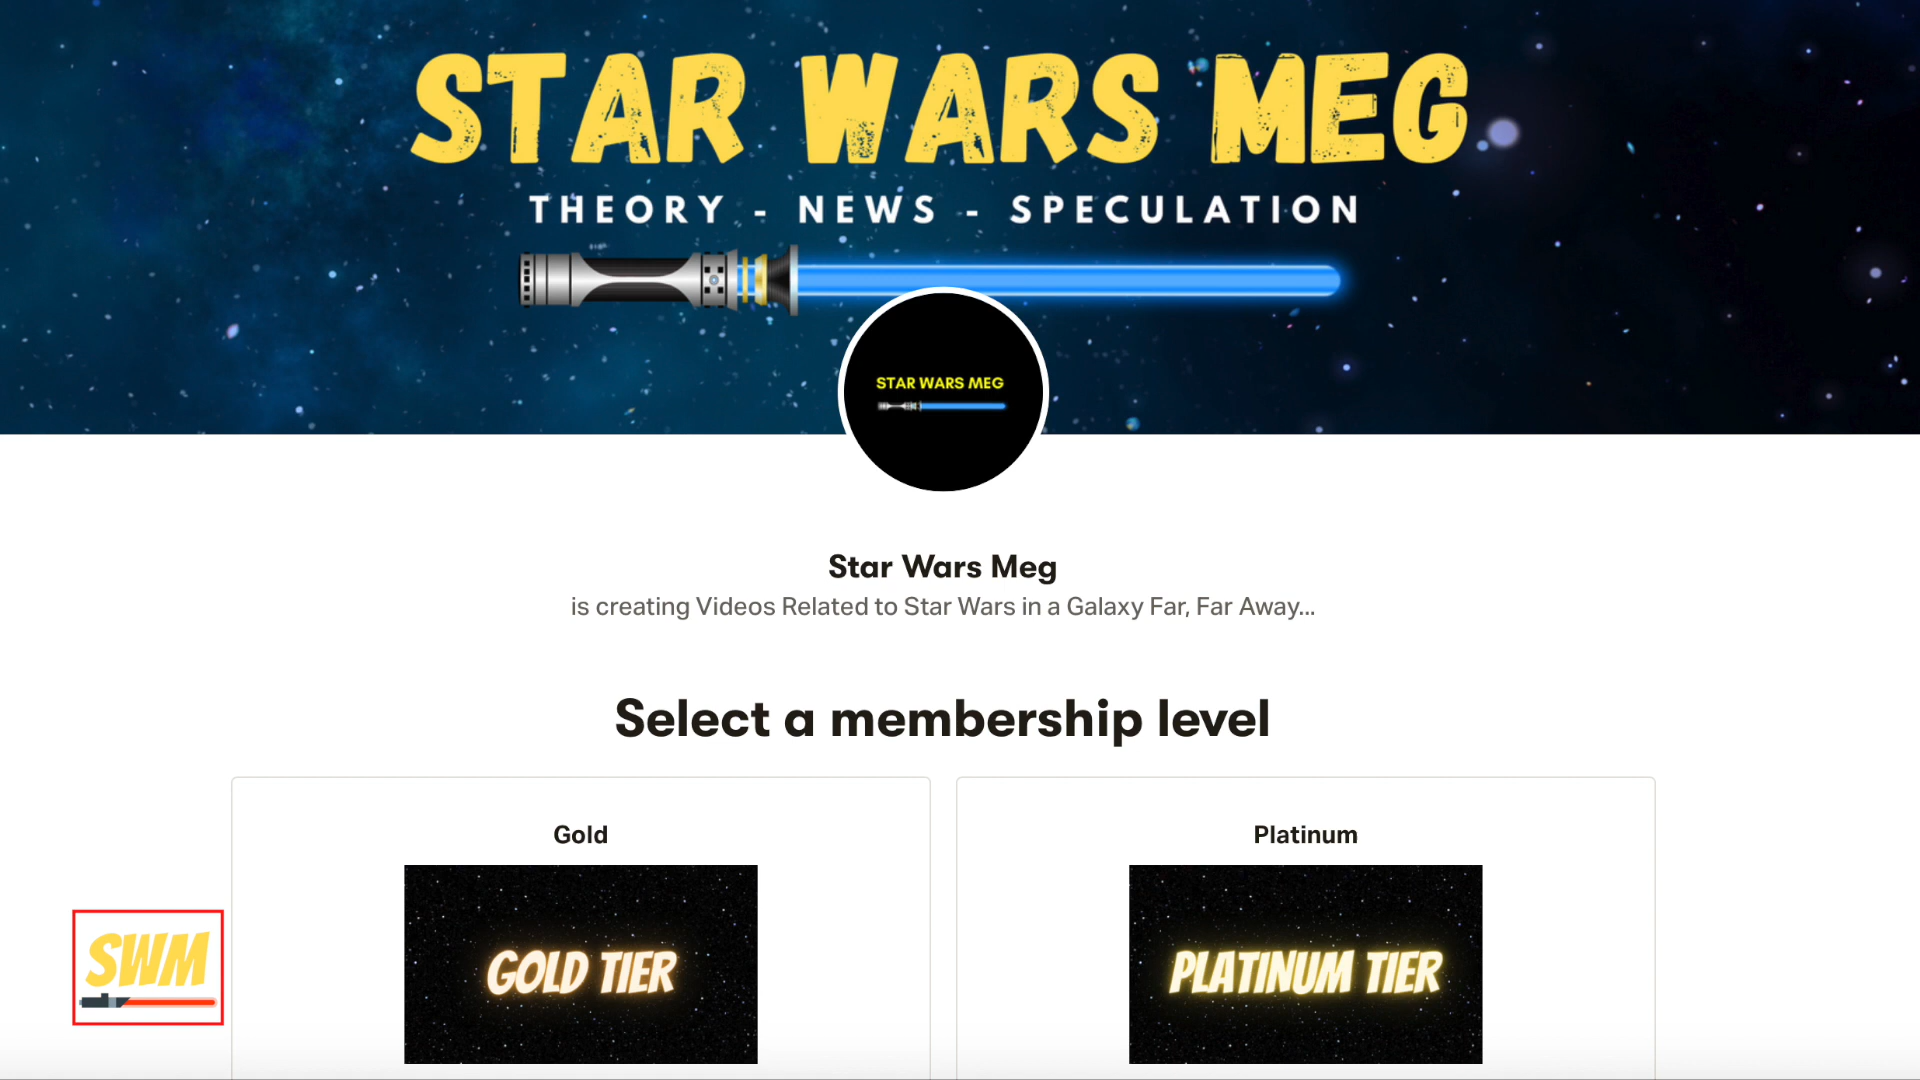 STAR WARS MEG
THEORY - NEWS - SPECULATION
STAR WARS MEG
Star Wars Meg
is creating Videos Related to Star Wars in a Galaxy Far, Far Away...
Select a membership level
Gold
Platinum
GOLD TIER
PLATINUM TIER
SWM